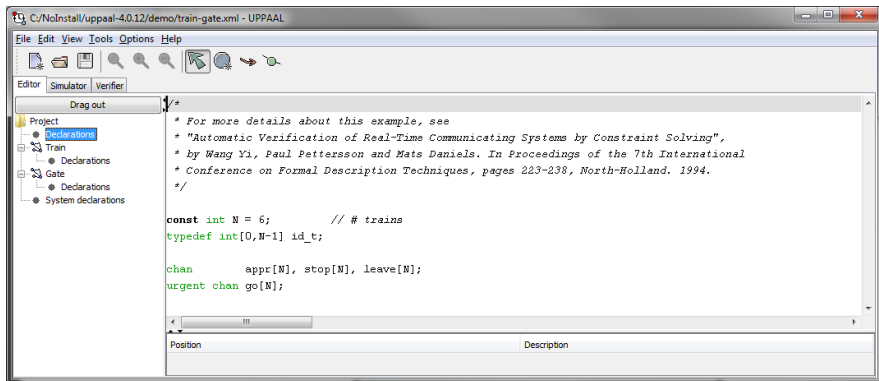 C:/NoInstall/uppaal-4.0.12/demo/train-gate.xml - UPPAAL
File Edit View Tools Options Help
Editor Simulator Verifier
Drag out
Project
Declarations
Train
Declarations
Gate
Declarations
System declarations
/*
* For more details about this example, see
* "Automatic Verification of Real-Time Communicating Systems by Constraint Solving",
* by Wang Yi, Paul Pettersson and Mats Daniels. In Proceedings of the 7th International
* Conference on Formal Description Techniques, pages 223-238, North-Holland. 1994.
*/
const int N = 6; // # trains
typedef int[0,N-1] id_t;
chan appr[N], stop[N], leave[N];
urgent chan go[N];
Position Description